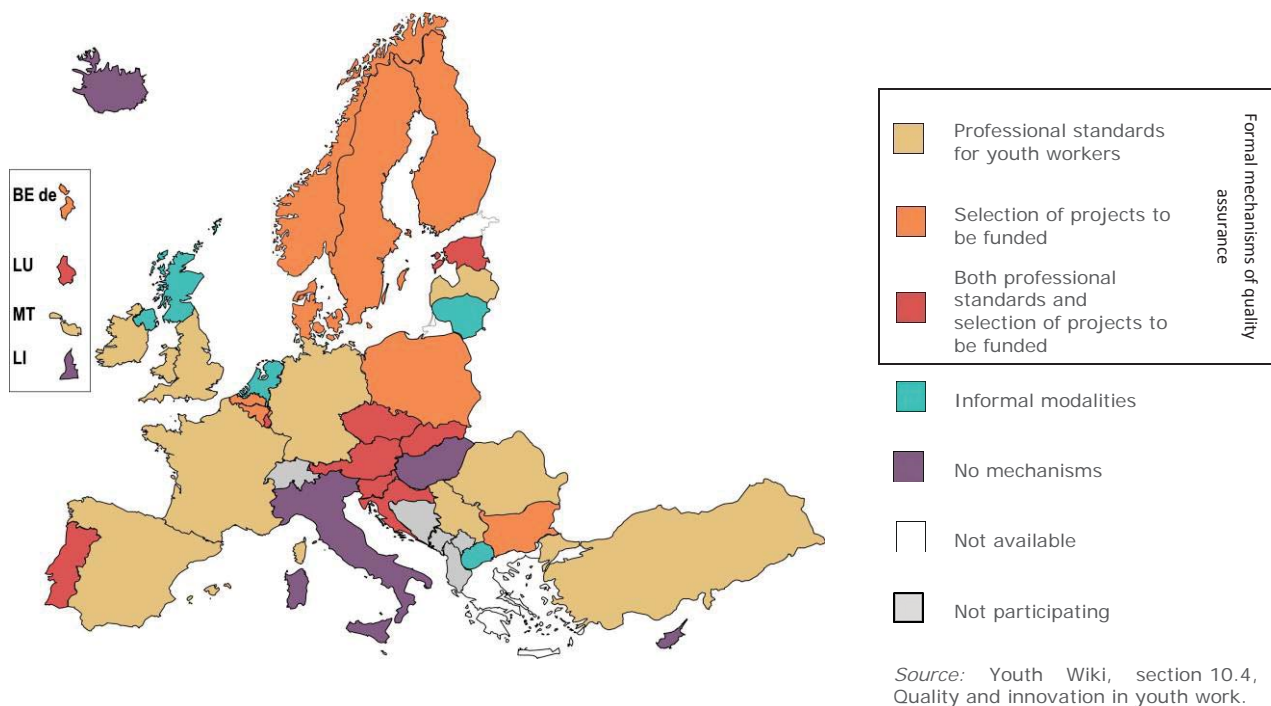 BE de
LU
MT
LI
Professional standards
for youth workers
Selection of projects to
be funded
Both professional
standards and
selection of projects to
be funded
Formal mechanisms of quality
assurance
Informal modalities
No mechanisms
Not available
Not participating
Source: Youth Wiki, section 10.4,
Quality and innovation in youth work.